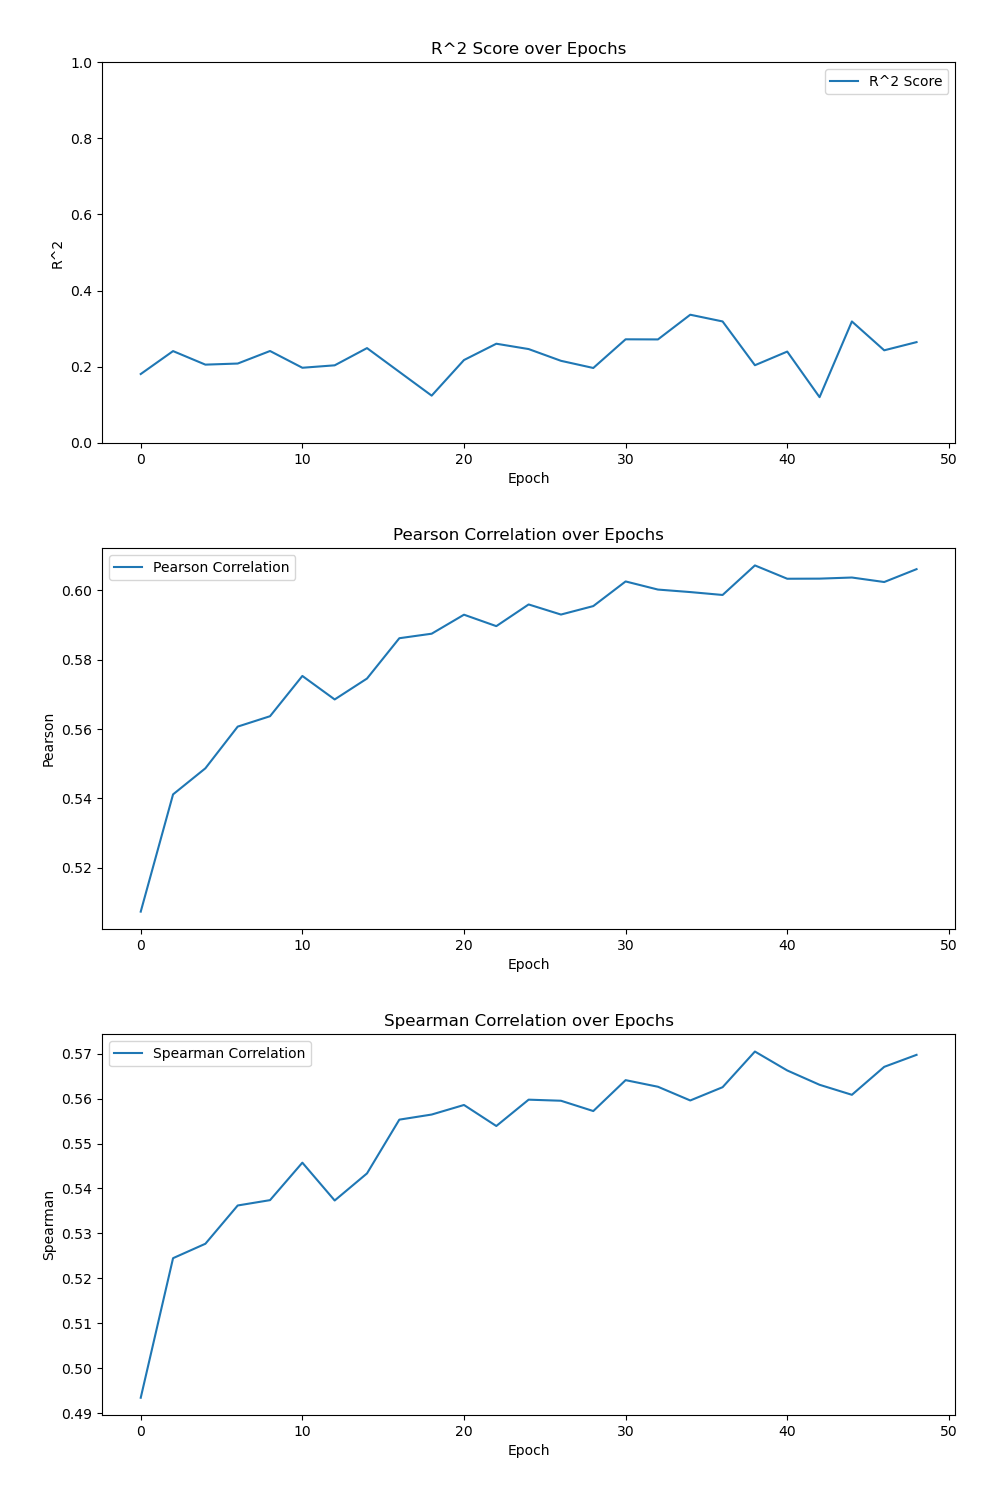 R^2 Score over Epochs
R^2 Score
1.0
0.8
0.6
0.4
0.2
0.0
R^2
0 10 20 30 40 50
Epoch
Pearson Correlation over Epochs
Pearson Correlation
0.60
0.58
0.56
0.54
0.52
Pearson
0 10 20 30 40 50
Epoch
Spearman Correlation over Epochs
Spearman Correlation
0.57
0.56
0.55
0.54
0.53
0.52
0.51
0.50
0.49
Spearman
0 10 20 30 40 50
Epoch